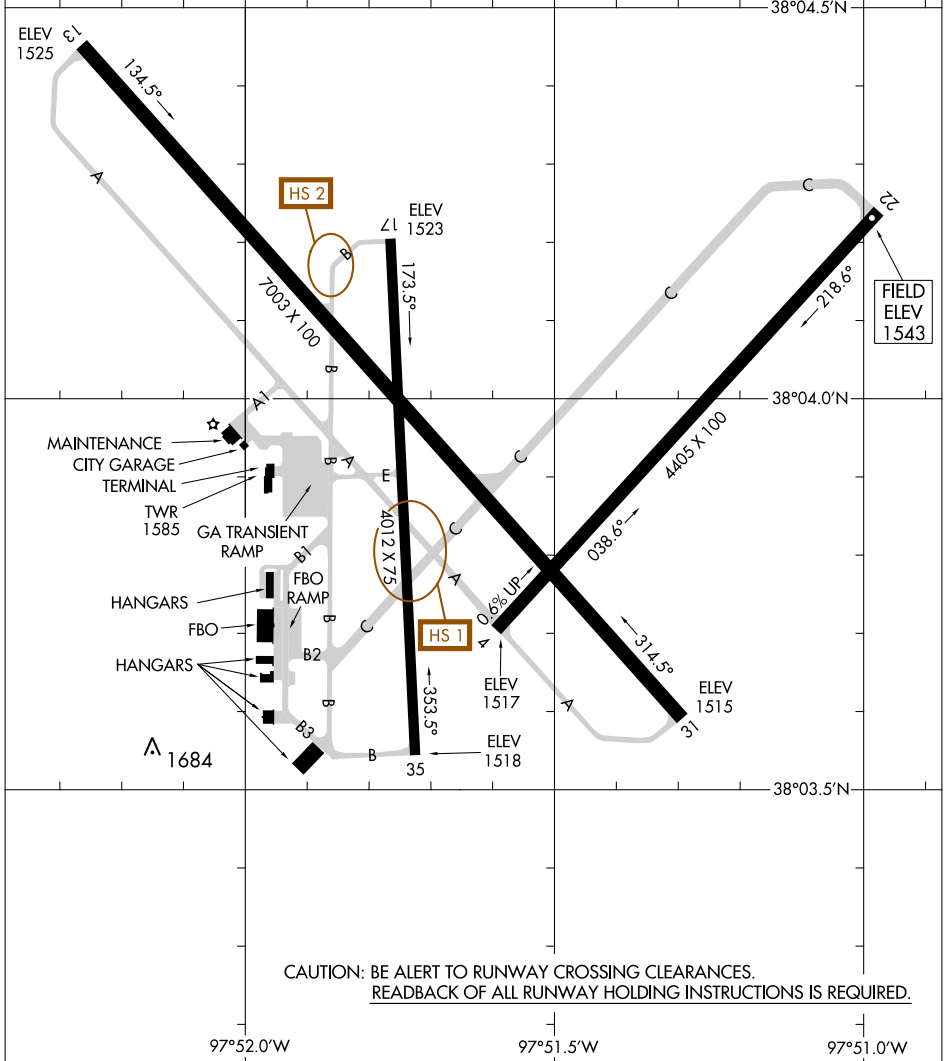 38°04.5'N
ELEV
1525
13
134.5°
A
HS 2
B
17
ELEV
1523
173.5°
C
22
C
218.6°
FIELD
ELEV
1543
7003 X 100
B
38°04.0'N
A1
MAINTENANCE
CITY GARAGE
TERMINAL
TWR
1585
GA TRANSIENT
RAMP
B
A
E
C
4405 X 100
4012 X 75
C
038.6°
B1
HANGARS
FBO
RAMP
FBO
B
A
0.6% UP
HS 1
C
4
HANGARS
B2
314.5°
ELEV
1517
353.5°
B
A
ELEV
1515
31
B3
B
ELEV
1518
35
1684
38°03.5'N
CAUTION: BE ALERT TO RUNWAY CROSSING CLEARANCES.
READBACK OF ALL RUNWAY HOLDING INSTRUCTIONS IS REQUIRED.
97°52.0'W
97°51.5'W
97°51.0'W